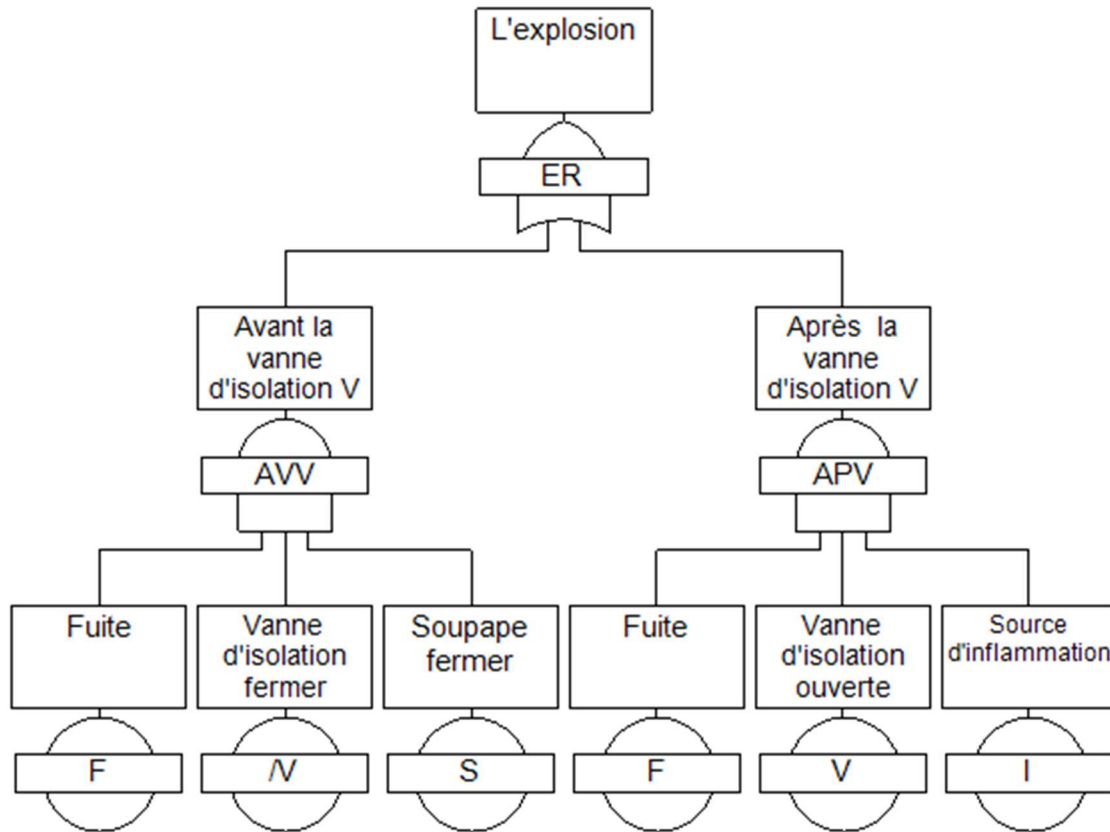 L'explosion
ER
Avant la
vanne
d'isolation V
Après la
vanne
d'isolation V
AVV
APV
Fuite
Vanne
d'isolation
fermer
Soupape
fermer
Fuite
Vanne
d'isolation
ouverte
Source
d'inflammation
F
/V
S
F
V
I